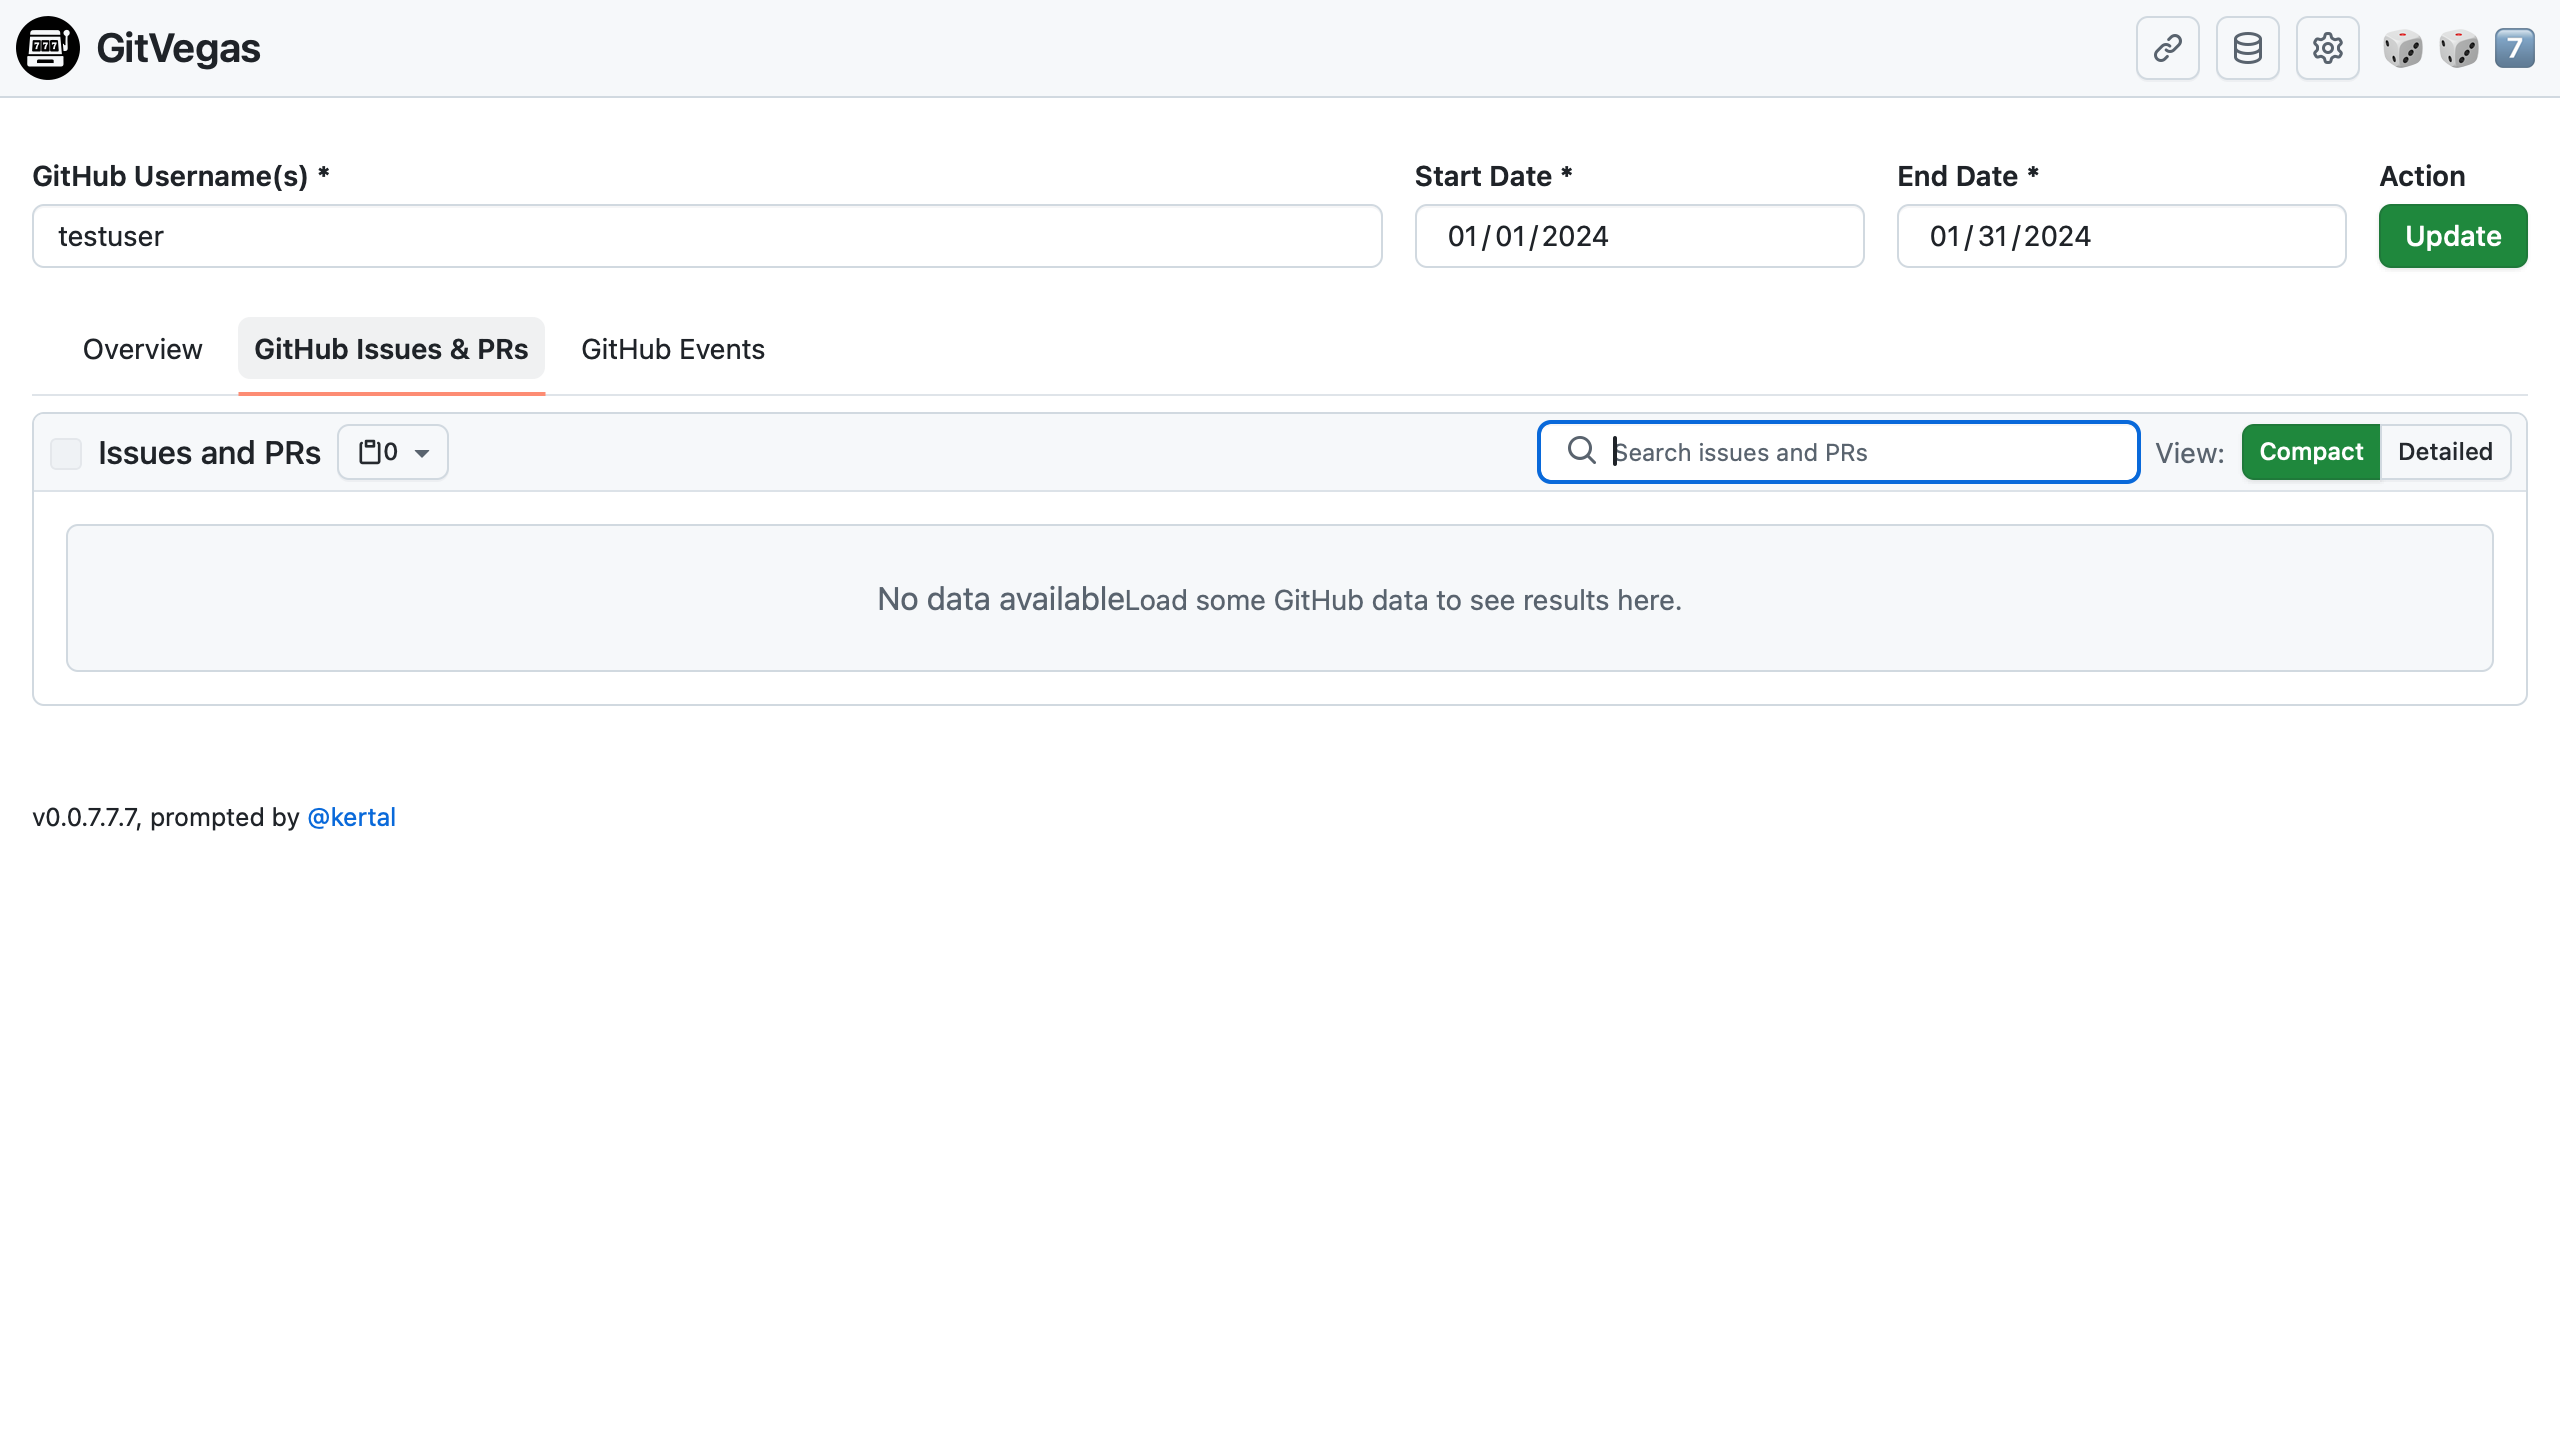 GitVegas
7
GitHub Username(s) *
Start Date *
End Date *
Action
testuser
01/01/2024
01/31/2024
Update
Overview
GitHub Issues & PRs
GitHub Events
Issues and PRs
0
Search issues and PRs
View:
Compact
Detailed
No data availableLoad some GitHub data to see results here.
v0.0.7.7.7, prompted by @kertal